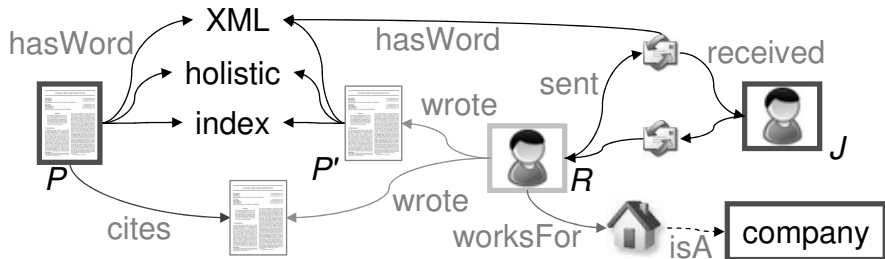 XML
hasWord
hasWord
received
holistic
sent
wrote
index
P
P'
R
J
wrote
cites
worksFor
isA
company